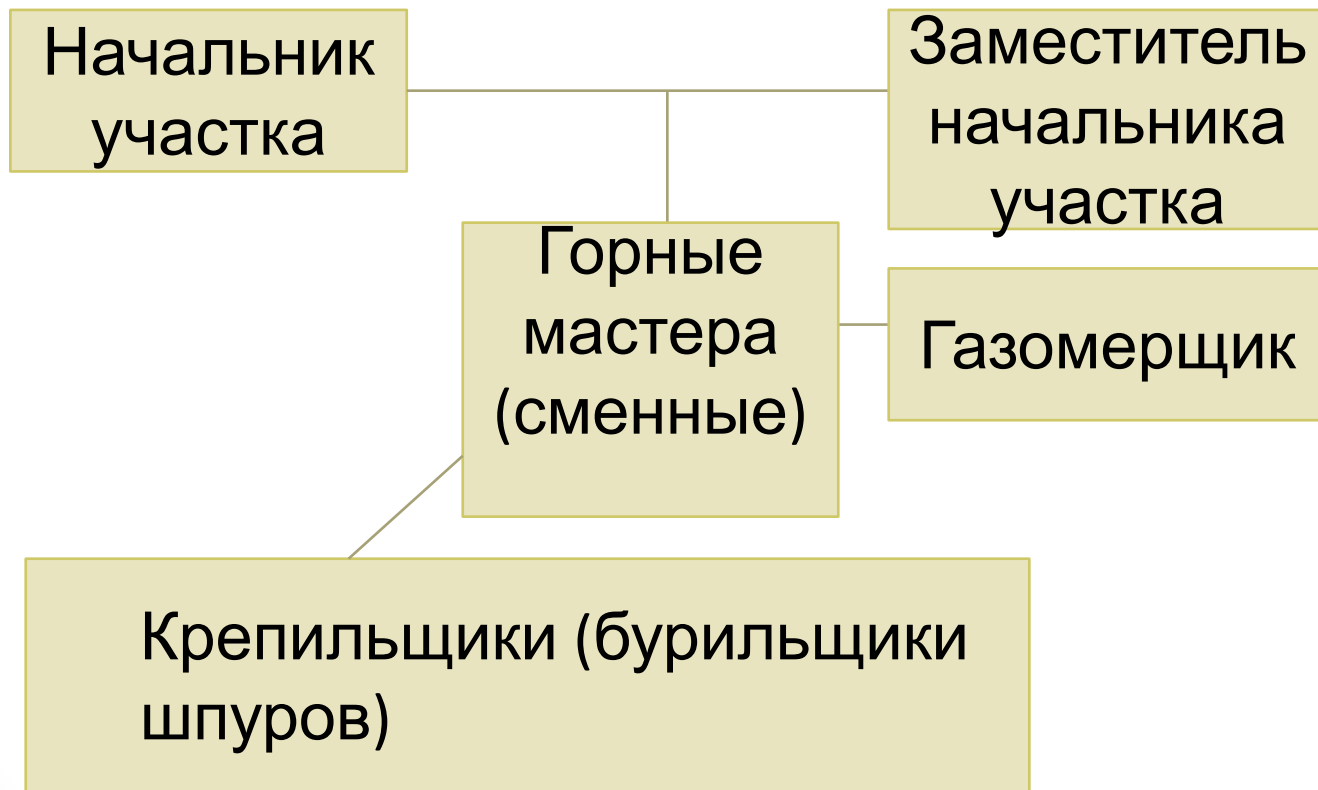 Начальник
участка
Заместитель
начальника
участка
Горные
мастера
(сменные)
Газомерщик
Крепильщики (бурильщики
шпуров)